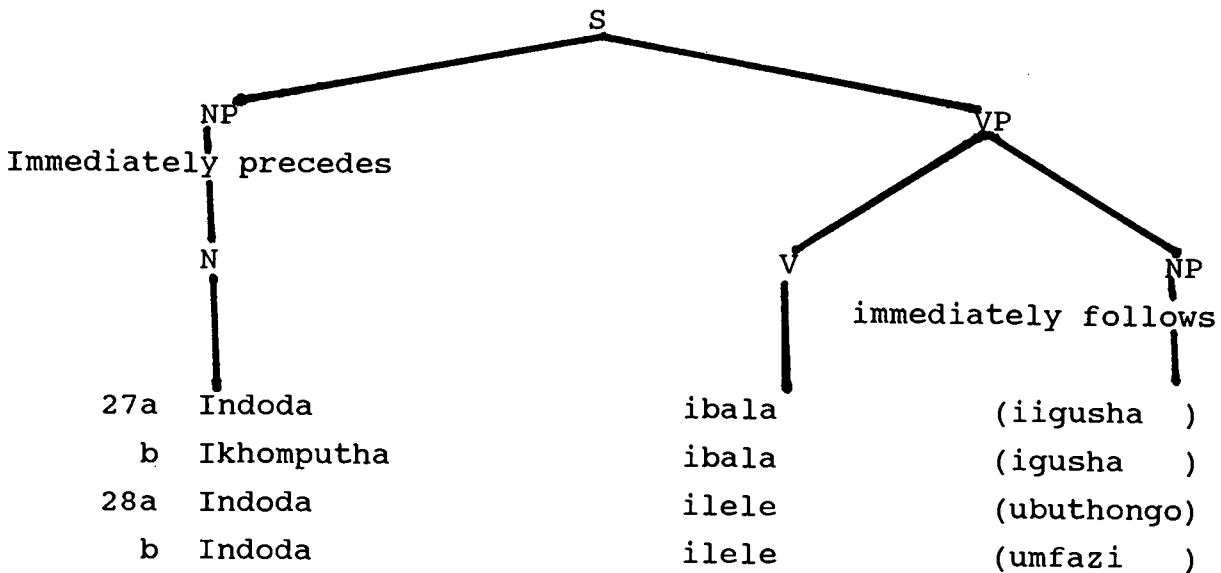 S
NP VP
Immediately precedes
N V NP
immediately follows
27a Indoda ibala (iigusha )
b Ikhomputha ibala (igusha )
28a Indoda ilele (ubuthongo)
b Indoda ilele (umfazi )